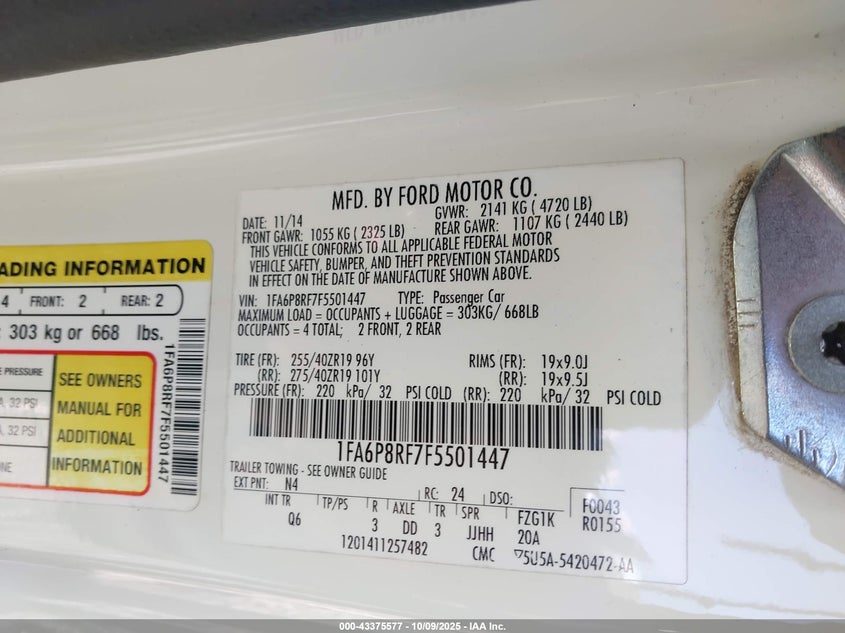 MFD. BY FORD MOTOR CO.
DATE: 11/14 GVWR: 2141 KG ( 4720 LB)
FRONT GAWR: 1055 KG ( 2325 LB) REAR GAWR: 1107 KG ( 2440 LB)
THIS VEHICLE CONFORMS TO ALL APPLICABLE FEDERAL MOTOR
VEHICLE SAFETY, BUMPER, AND THEFT PREVENTION STANDARDS
IN EFFECT ON THE DATE OF MANUFACTURE SHOWN ABOVE.
VIN: 1FA6P8RF7F5501447 TYPE: Passenger Car
MAXIMUM LOAD = OCCUPANTS + LUGGAGE = 303KG/ 668LB
OCCUPANTS = 4 TOTAL; 2 FRONT, 2 REAR
TIRE (FR): 255/40ZR19 96Y RIMS (FR): 19x9.0J
(RR): 275/40ZR19 101Y (RR): 19x9.5J
PRESSURE (FR): 220 kPa/ 32 PSI COLD (RR): 220 kPa/ 32 PSI COLD
1FA6P8RF7F5501447
TRAILER TOWING - SEE OWNER GUIDE
EXT PNT: N4 RC: 24 DSO: F0043
INT TR TP/PS R AXLE TR SPR FZG1K R0155
Q6 3 DD 3 JJHH 20A
1201411257482 CMC 5U5A-5420472-AA
ADING INFORMATION
4 FRONT: 2 REAR: 2
: 303 kg or 668 lbs.
PRESSURE
32 PSI
32 PSI
SEE OWNERS
MANUAL FOR
ADDITIONAL
INFORMATION
1FA6P8RF7F5501447
000-43375577 - 10/09/2025 - IAA Inc.